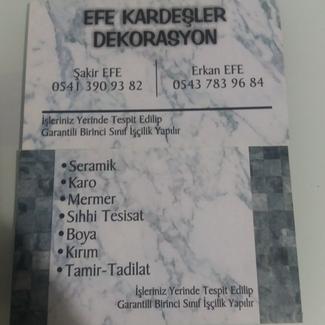 EFE KARDEŞLER
DEKORASYON
Şakir EFE
0541 390 93 82
Erkan EFE
0543 783 96 84
İşleriniz Yerinde Tespit Edilip
Garantili Birinci Sınıf İşçilik Yapılır
•Seramik
•Karo
•Mermer
•Sıhhi Tesisat
•Boya
•Kırım
•Tamir-Tadilat
İşleriniz Yerinde Tespit Edilip
Garantili Birinci Sınıf İşçilik Yapılır